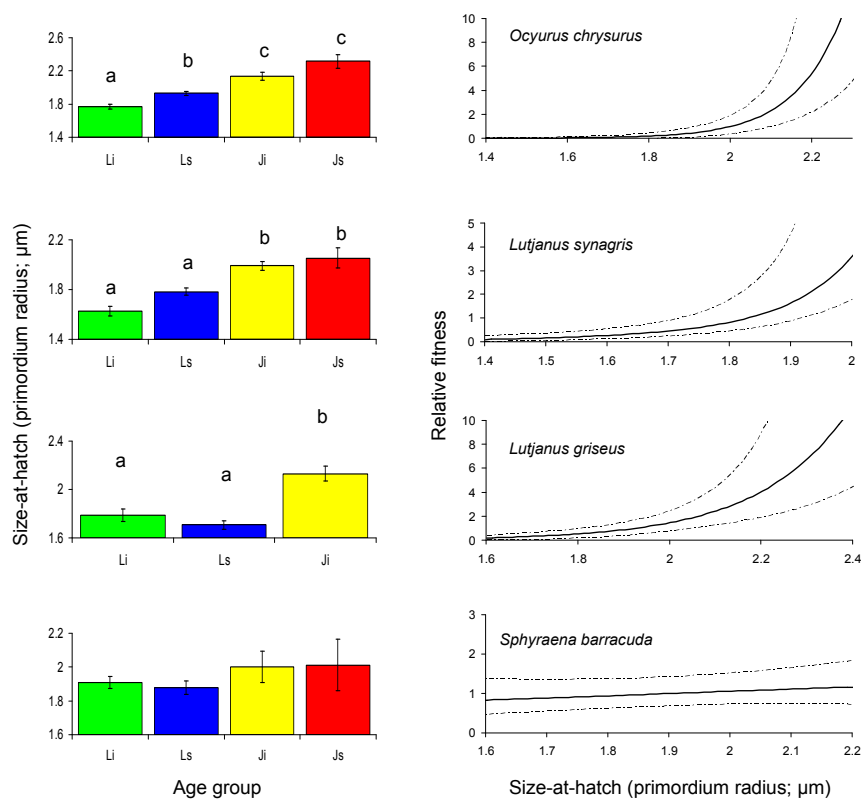 2.6
2.2
1.8
1.4
a
b
c
c
Li
Ls
Ji
Js
10
8
6
4
2
0
Ocyurus chrysurus
1.4
1.6
1.8
2
2.2
2.2
1.8
1.4
a
a
b
b
Li
Ls
Ji
Js
5
4
3
2
1
0
Lutjanus synagris
1.4
1.5
1.6
1.7
1.8
1.9
2
Size-at-hatch (primordium radius; µm)
Relative fitness
2.4
2
1.6
a
a
b
Li
Ls
Ji
10
8
6
4
2
0
Lutjanus griseus
1.6
1.8
2
2.2
2.4
2.2
2
1.8
1.6
Li
Ls
Ji
Js
Age group
3
2
1
0
Sphyraena barracuda
1.6
1.7
1.8
1.9
2
2.1
2.2
Size-at-hatch (primordium radius; µm)